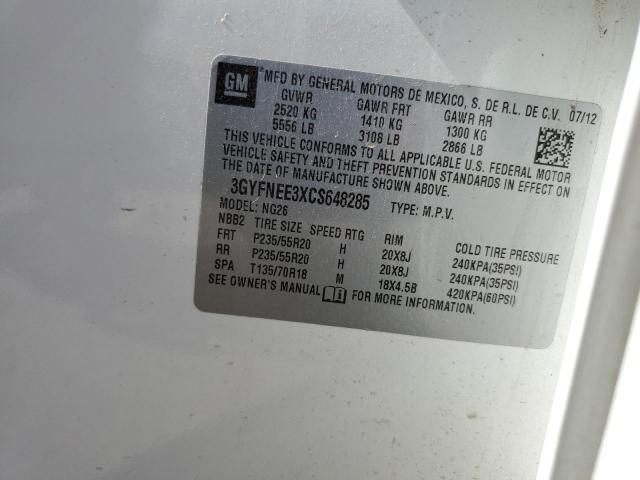 GM ® MFD BY GENERAL MOTORS DE MEXICO, S. DE R.L. DE C.V. 07/12
GVWR GAWR FRT GAWR RR
2520 KG 1410 KG 1300 KG
5556 LB 3108 LB 2866 LB
THIS VEHICLE CONFORMS TO ALL APPLICABLE U.S. FEDERAL MOTOR
VEHICLE SAFETY AND THEFT PREVENTION STANDARDS IN EFFECT ON
THE DATE OF MANUFACTURE SHOWN ABOVE.
3GYFNEE3XCS648285 TYPE: M.P.V.
MODEL: NG26
NBB2 TIRE SIZE SPEED RTG RIM COLD TIRE PRESSURE
FRT P235/55R20 H 20X8J 240KPA(35PSI)
RR P235/55R20 H 20X8J 240KPA(35PSI)
SPA T135/70R18 M 18X4.5B 420KPA(60PSI)
SEE OWNER'S MANUAL FOR MORE INFORMATION.